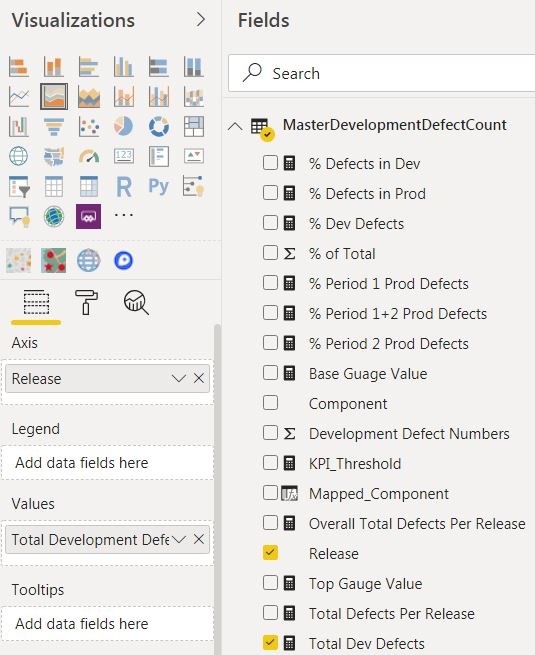 Visualizations
Fields
Search
MasterDevelopmentDefectCount
% Defects in Dev
% Defects in Prod
% Dev Defects
% of Total
% Period 1 Prod Defects
% Period 1+2 Prod Defects
% Period 2 Prod Defects
Base Guage Value
Component
Development Defect Numbers
KPI_Threshold
Mapped_Component
Overall Total Defects Per Release
Release
Top Gauge Value
Total Defects Per Release
Total Dev Defects
123
R
Py
Axis
Release
Legend
Add data fields here
Values
Total Development Defe
Tooltips
Add data fields here